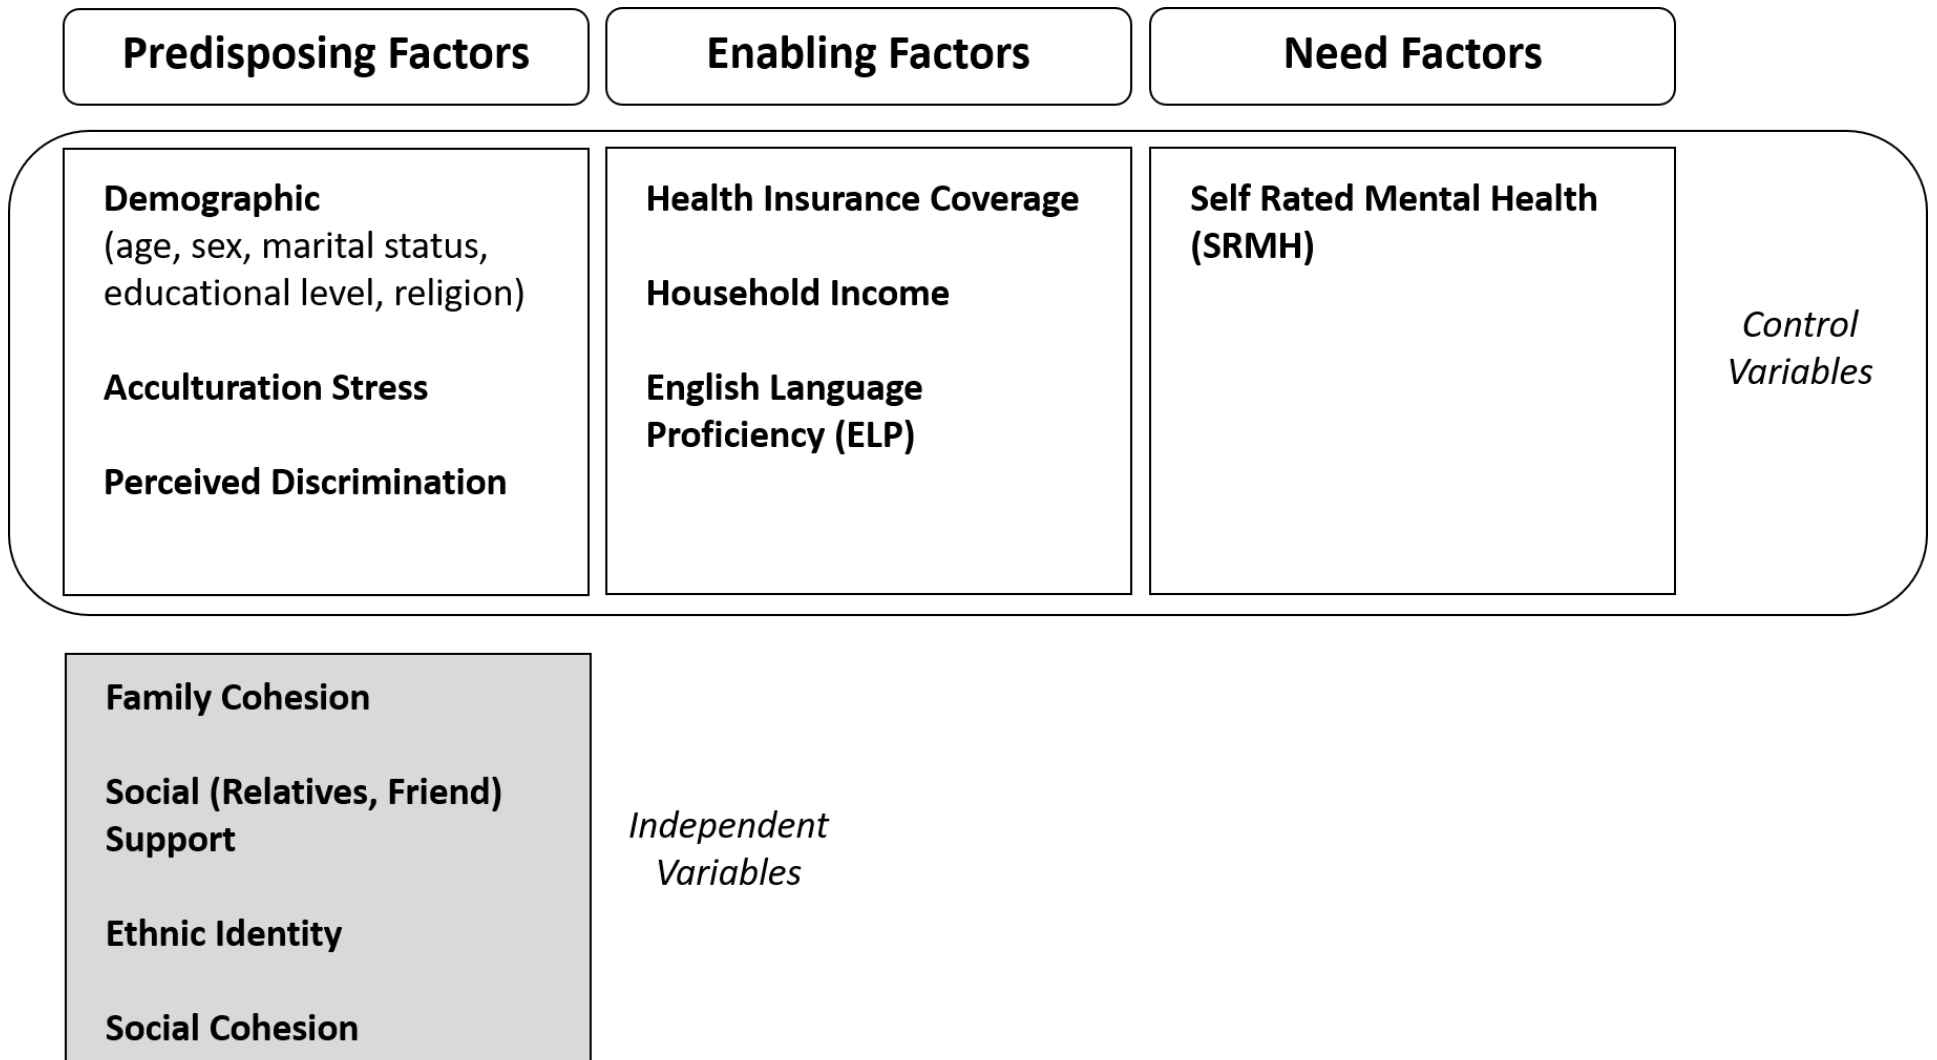 Predisposing Factors
Enabling Factors
Need Factors
Demographic
(age, sex, marital status,
educational level, religion)
Acculturation Stress
Perceived Discrimination
Health Insurance Coverage
Household Income
English Language
Proficiency (ELP)
Self Rated Mental Health
(SRMH)
Control
Variables
Family Cohesion
Social (Relatives, Friend)
Support
Ethnic Identity
Social Cohesion
Independent
Variables